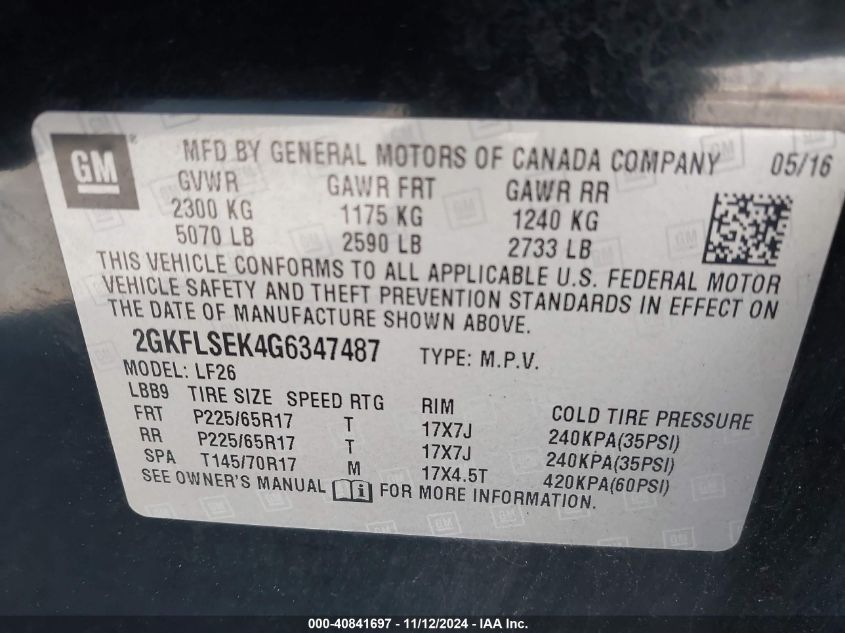 GM ® MFD BY GENERAL MOTORS OF CANADA COMPANY 05/16
GVWR GAWR FRT GAWR RR
2300 KG 1175 KG 1240 KG
5070 LB 2590 LB 2733 LB
THIS VEHICLE CONFORMS TO ALL APPLICABLE U.S. FEDERAL MOTOR
VEHICLE SAFETY AND THEFT PREVENTION STANDARDS IN EFFECT ON
THE DATE OF MANUFACTURE SHOWN ABOVE.
2GKFLSEK4G6347487 TYPE: M.P.V.
MODEL: LF26
LBB9 TIRE SIZE SPEED RTG RIM COLD TIRE PRESSURE
FRT P225/65R17 T 17X7J 240KPA(35PSI)
RR P225/65R17 T 17X7J 240KPA(35PSI)
SPA T145/70R17 M 17X4.5T 420KPA(60PSI)
SEE OWNER'S MANUAL FOR MORE INFORMATION.
000-40841697 - 11/12/2024 - IAA Inc.